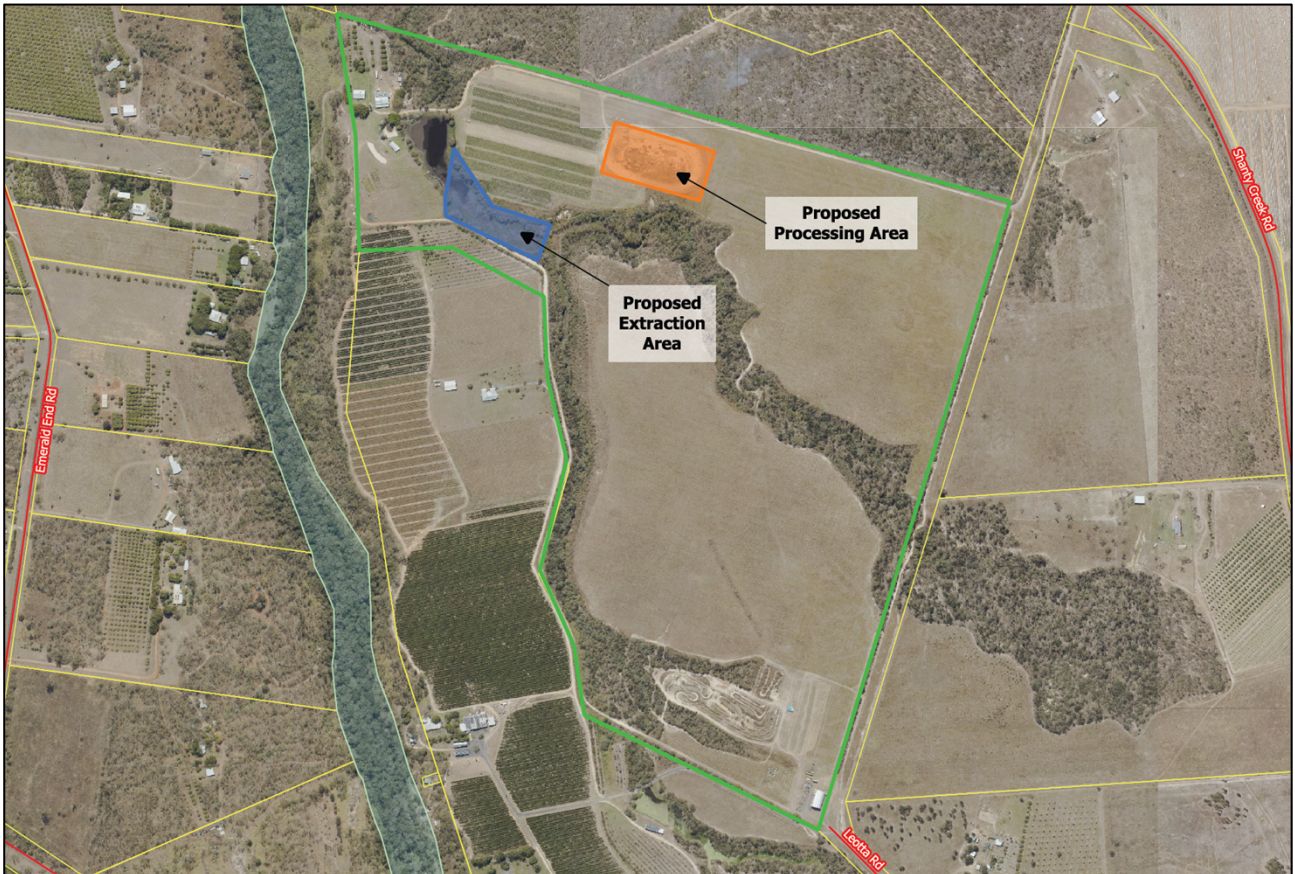 Shanty Creek Rd
Proposed
Processing Area
Proposed
Extraction
Area
Emerald End Rd
Leotta Rd